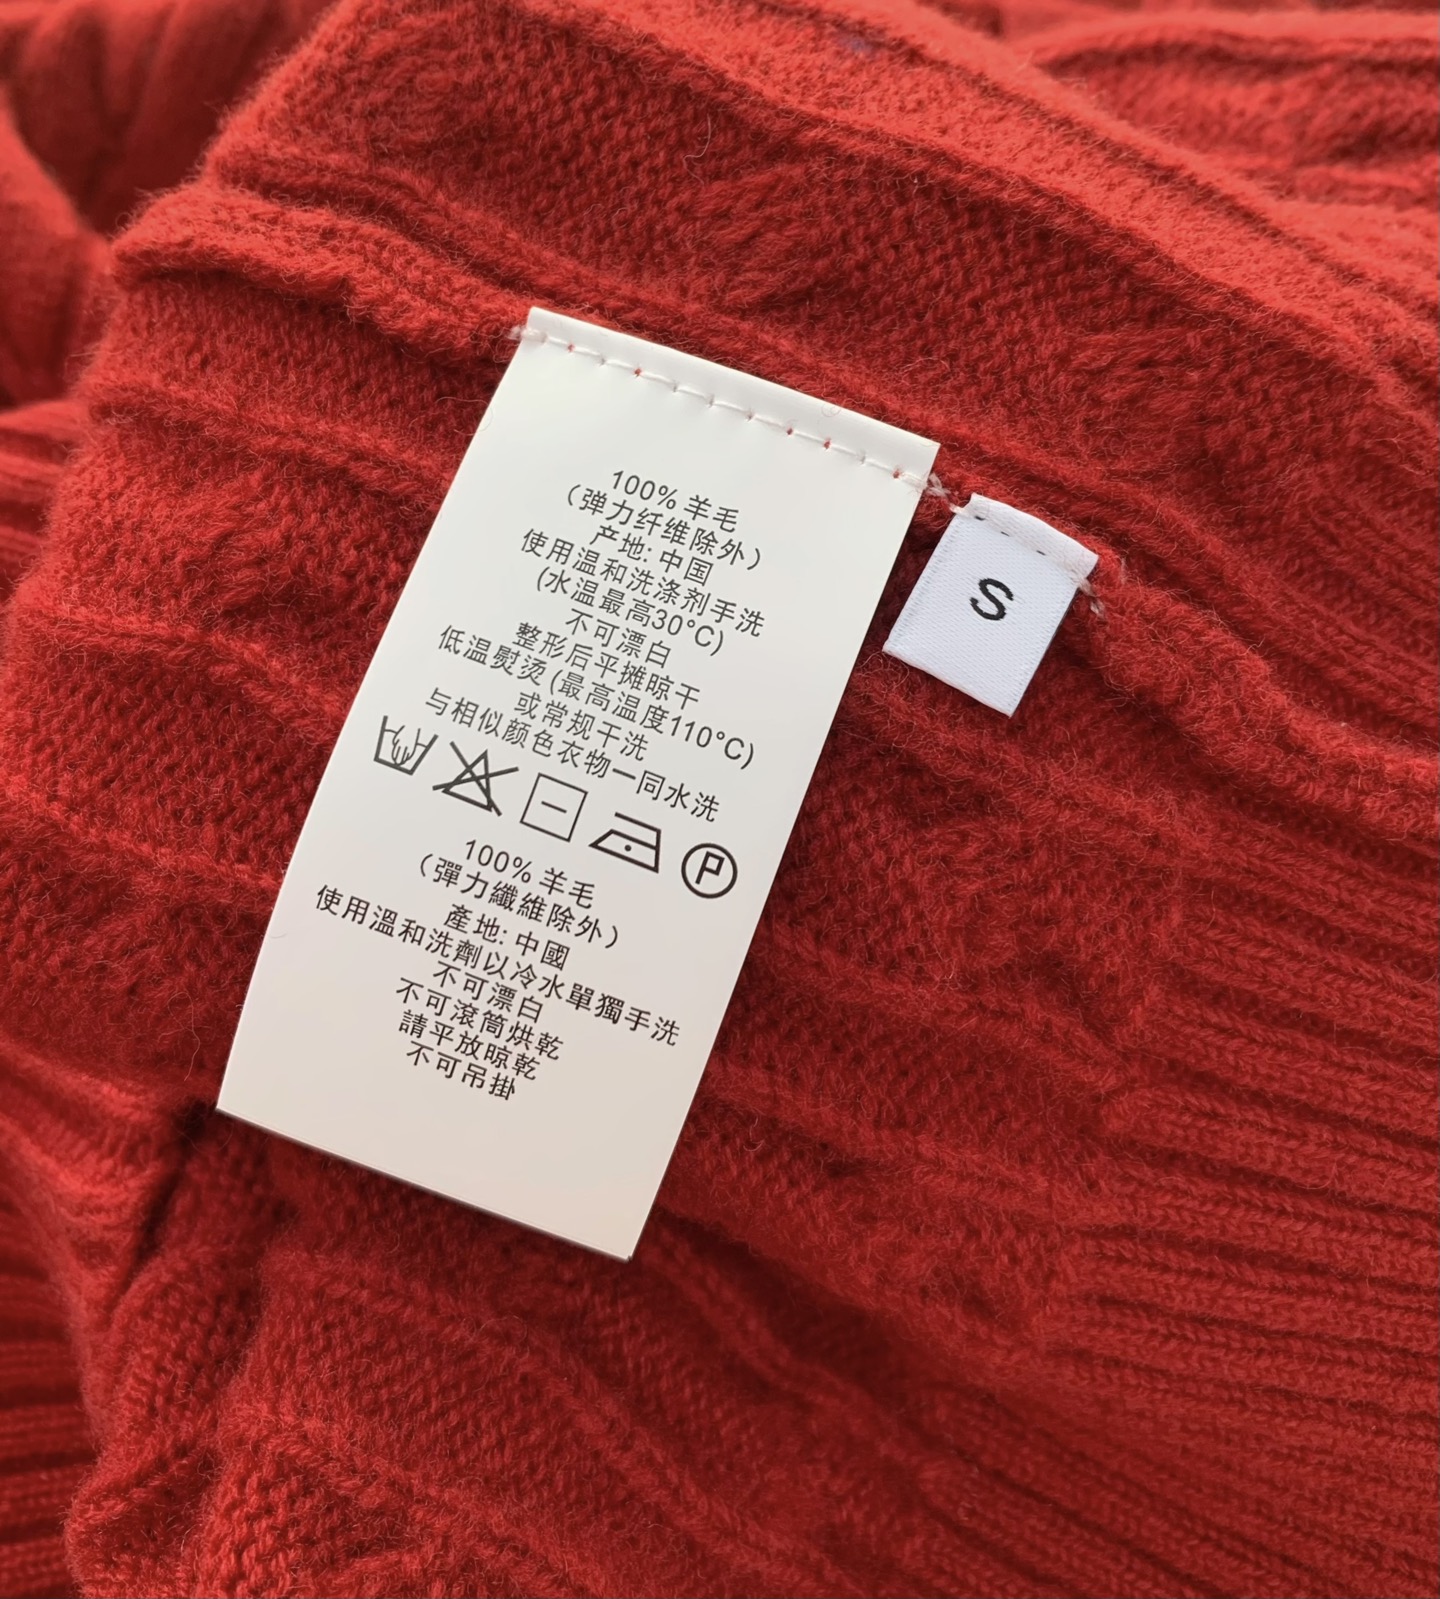 100% 羊毛
（弹力纤维除外）
产地: 中国
使用温和洗涤剂手洗
(水温最高30°C)
不可漂白
整形后平摊晾干
低温熨烫(最高温度110°C)
或常规干洗
与相似颜色衣物一同水洗
P
100% 羊毛
（彈力纖維除外）
產地: 中國
使用溫和洗劑以冷水單獨手洗
不可漂白
不可滾筒烘乾
請平放晾乾
不可吊掛
S